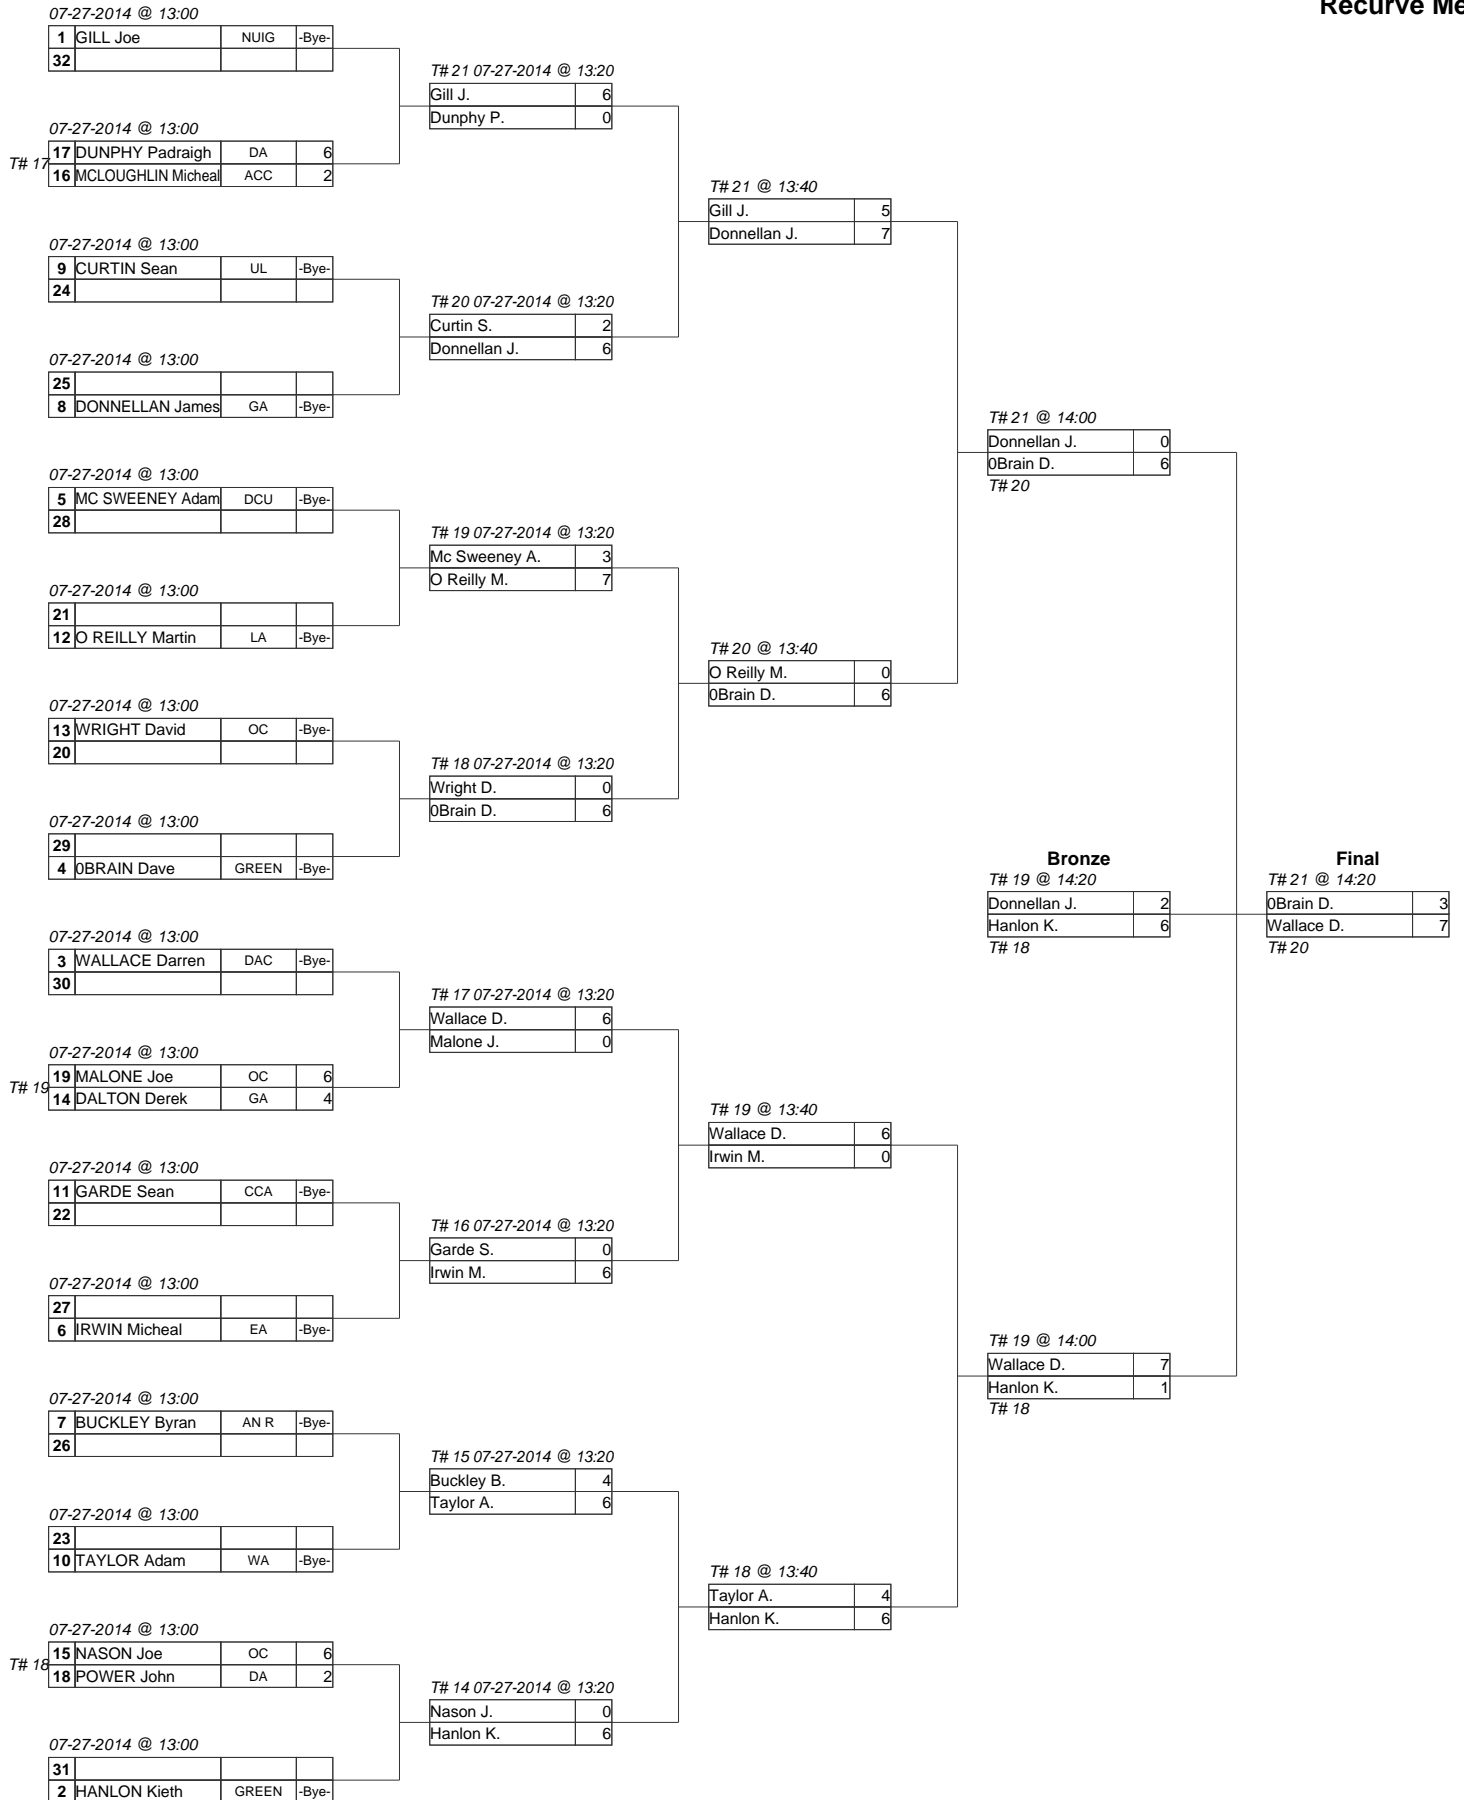 Recurve Me
07-27-2014 @ 13:00
1 GILL Joe NUIG -Bye-
32
T# 21 07-27-2014 @ 13:20
Gill J. 6
Dunphy P. 0
07-27-2014 @ 13:00
T# 17 17 DUNPHY Padraigh DA 6
16 MCLOUGHLIN Micheal ACC 2
T# 21 @ 13:40
Gill J. 5
Donnellan J. 7
07-27-2014 @ 13:00
9 CURTIN Sean UL -Bye-
24
T# 20 07-27-2014 @ 13:20
Curtin S. 2
Donnellan J. 6
07-27-2014 @ 13:00
25
8 DONNELLAN James GA -Bye-
T# 21 @ 14:00
Donnellan J. 0
0Brain D. 6
T# 20
07-27-2014 @ 13:00
5 MC SWEENEY Adam DCU -Bye-
28
T# 19 07-27-2014 @ 13:20
Mc Sweeney A. 3
O Reilly M. 7
07-27-2014 @ 13:00
21
12 O REILLY Martin LA -Bye-
T# 20 @ 13:40
O Reilly M. 0
0Brain D. 6
07-27-2014 @ 13:00
13 WRIGHT David OC -Bye-
20
T# 18 07-27-2014 @ 13:20
Wright D. 0
0Brain D. 6
07-27-2014 @ 13:00
29
4 0BRAIN Dave GREEN -Bye-
Bronze
T# 19 @ 14:20
Donnellan J. 2
Hanlon K. 6
T# 18
Final
T# 21 @ 14:20
0Brain D. 3
Wallace D. 7
T# 20
07-27-2014 @ 13:00
3 WALLACE Darren DAC -Bye-
30
T# 17 07-27-2014 @ 13:20
Wallace D. 6
Malone J. 0
07-27-2014 @ 13:00
T# 19 19 MALONE Joe OC 6
14 DALTON Derek GA 4
T# 19 @ 13:40
Wallace D. 6
Irwin M. 0
07-27-2014 @ 13:00
11 GARDE Sean CCA -Bye-
22
T# 16 07-27-2014 @ 13:20
Garde S. 0
Irwin M. 6
07-27-2014 @ 13:00
27
6 IRWIN Micheal EA -Bye-
T# 19 @ 14:00
Wallace D. 7
Hanlon K. 1
T# 18
07-27-2014 @ 13:00
7 BUCKLEY Byran AN R -Bye-
26
T# 15 07-27-2014 @ 13:20
Buckley B. 4
Taylor A. 6
07-27-2014 @ 13:00
23
10 TAYLOR Adam WA -Bye-
T# 18 @ 13:40
Taylor A. 4
Hanlon K. 6
07-27-2014 @ 13:00
T# 18 15 NASON Joe OC 6
18 POWER John DA 2
T# 14 07-27-2014 @ 13:20
Nason J. 0
Hanlon K. 6
07-27-2014 @ 13:00
31
2 HANLON Kieth GREEN -Bye-